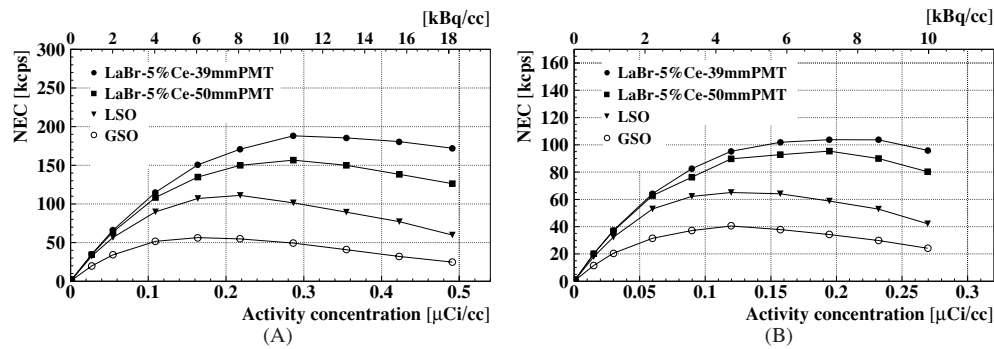 0 2 4 6 8 10 12 14 16 18
[kBq/cc]
NEC [kcps]
300
250
200
150
100
50
0
LaBr-5%Ce-39mmPMT
LaBr-5%Ce-50mmPMT
LSO
GSO
0 0.1 0.2 0.3 0.4 0.5
Activity concentration [μCi/cc]
(A)
0 2 4 6 8 10
[kBq/cc]
NEC [kcps]
160
140
120
100
80
60
40
20
0
LaBr-5%Ce-39mmPMT
LaBr-5%Ce-50mmPMT
LSO
GSO
0 0.05 0.1 0.15 0.2 0.25 0.3
Activity concentration [μCi/cc]
(B)